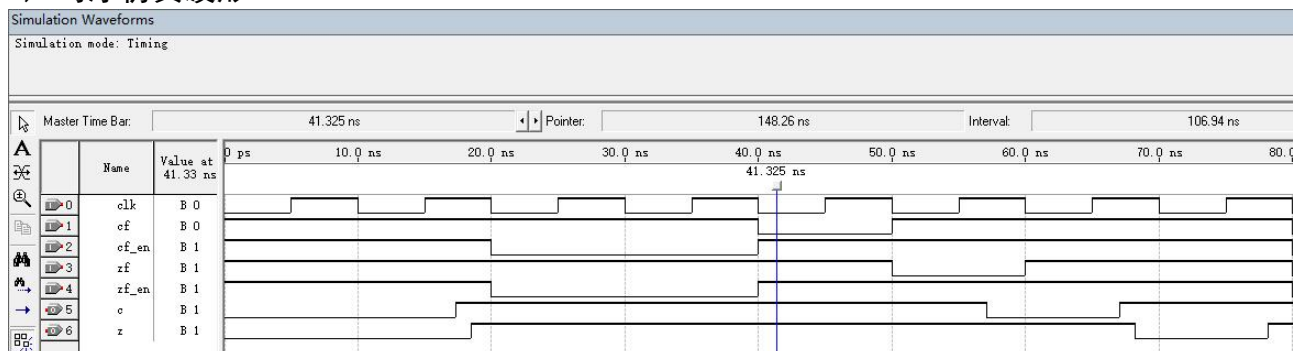 Simulation Waveforms
Simulation mode: Timing
Master Time Bar: 41.325 ns Pointer: 148.26 ns Interval: 106.94 ns
A Name Value at 41.33 ns
0 ps 10.0 ns 20.0 ns 30.0 ns 40.0 ns 50.0 ns 60.0 ns 70.0 ns 80.0
41.325 ns
0 clk B 0
1 cf B 0
2 cf_en B 1
3 zf B 1
4 zf_en B 1
5 c B 1
6 z B 1